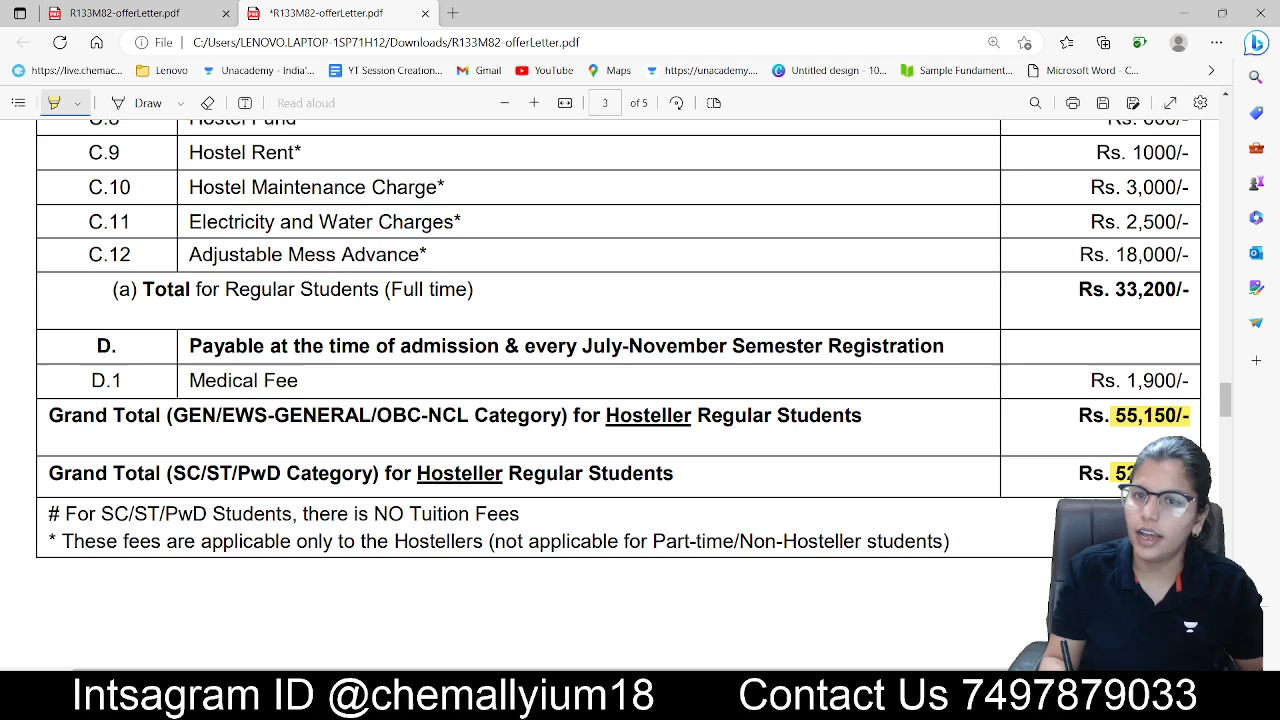 R133M82-offerLetter.pdf
*R133M82-offerLetter.pdf
File C:/Users/LENOVO.LAPTOP-1SP71H12/Downloads/R133M82-offerLetter.pdf
https://live.chemac... Lenovo Unacademy - India'... YT Session Creation... Gmail YouTube Maps https://unacademy.... Untitled design - 10... Sample Fundament... Microsoft Word - C...
Draw Read aloud 3 of 5
C.8 Hostel Fund
C.9 Hostel Rent* Rs. 1000/-
C.10 Hostel Maintenance Charge* Rs. 3,000/-
C.11 Electricity and Water Charges* Rs. 2,500/-
C.12 Adjustable Mess Advance* Rs. 18,000/-
(a) Total for Regular Students (Full time) Rs. 33,200/-
D. Payable at the time of admission & every July-November Semester Registration
D.1 Medical Fee Rs. 1,900/-
Grand Total (GEN/EWS-GENERAL/OBC-NCL Category) for Hosteller Regular Students Rs. 55,150/-
Grand Total (SC/ST/PwD Category) for Hosteller Regular Students Rs.
# For SC/ST/PwD Students, there is NO Tuition Fees
* These fees are applicable only to the Hostellers (not applicable for Part-time/Non-Hosteller students)
Intsagram ID @chemallyium18 Contact Us 7497879033